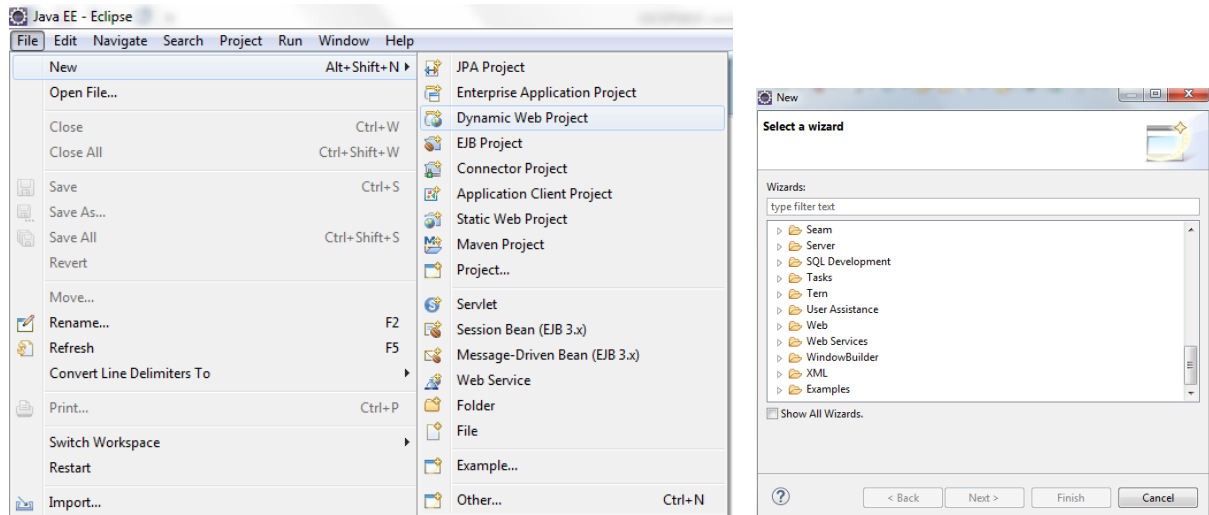 Java EE - Eclipse
File Edit Navigate Search Project Run Window Help
New Alt+Shift+N
Open File...
Close Ctrl+W
Close All Ctrl+Shift+W
Save Ctrl+S
Save As...
Save All Ctrl+Shift+S
Revert
Move...
Rename... F2
Refresh F5
Convert Line Delimiters To
Print... Ctrl+P
Switch Workspace
Restart
Import...
JPA Project
Enterprise Application Project
Dynamic Web Project
EJB Project
Connector Project
Application Client Project
Static Web Project
Maven Project
Project...
Servlet
Session Bean (EJB 3.x)
Message-Driven Bean (EJB 3.x)
Web Service
Folder
File
Example...
Other... Ctrl+N
New
Select a wizard
Wizards:
type filter text
Seam
Server
SQL Development
Tasks
Tern
User Assistance
Web
Web Services
WindowBuilder
XML
Examples
Show All Wizards.
< Back Next > Finish Cancel